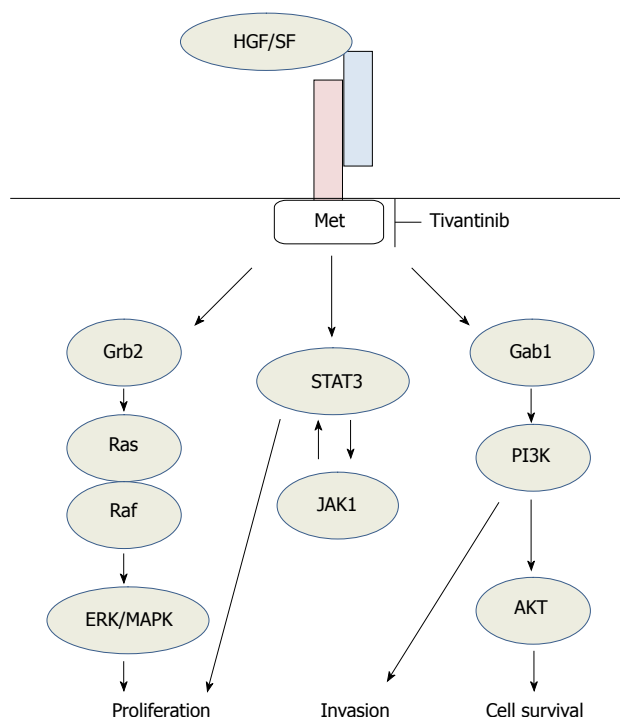 HGF/SF
Met
Tivantinib
Grb2
STAT3
Gab1
Ras
PI3K
Raf
JAK1
ERK/MAPK
AKT
Proliferation
Invasion
Cell survival